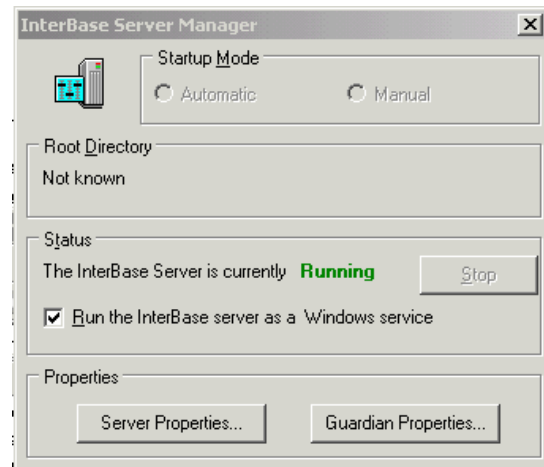 InterBase Server Manager
Startup Mode
Automatic Manual
Root Directory
Not known
Status
The InterBase Server is currently Running Stop
Run the InterBase server as a Windows service
Properties
Server Properties... Guardian Properties...